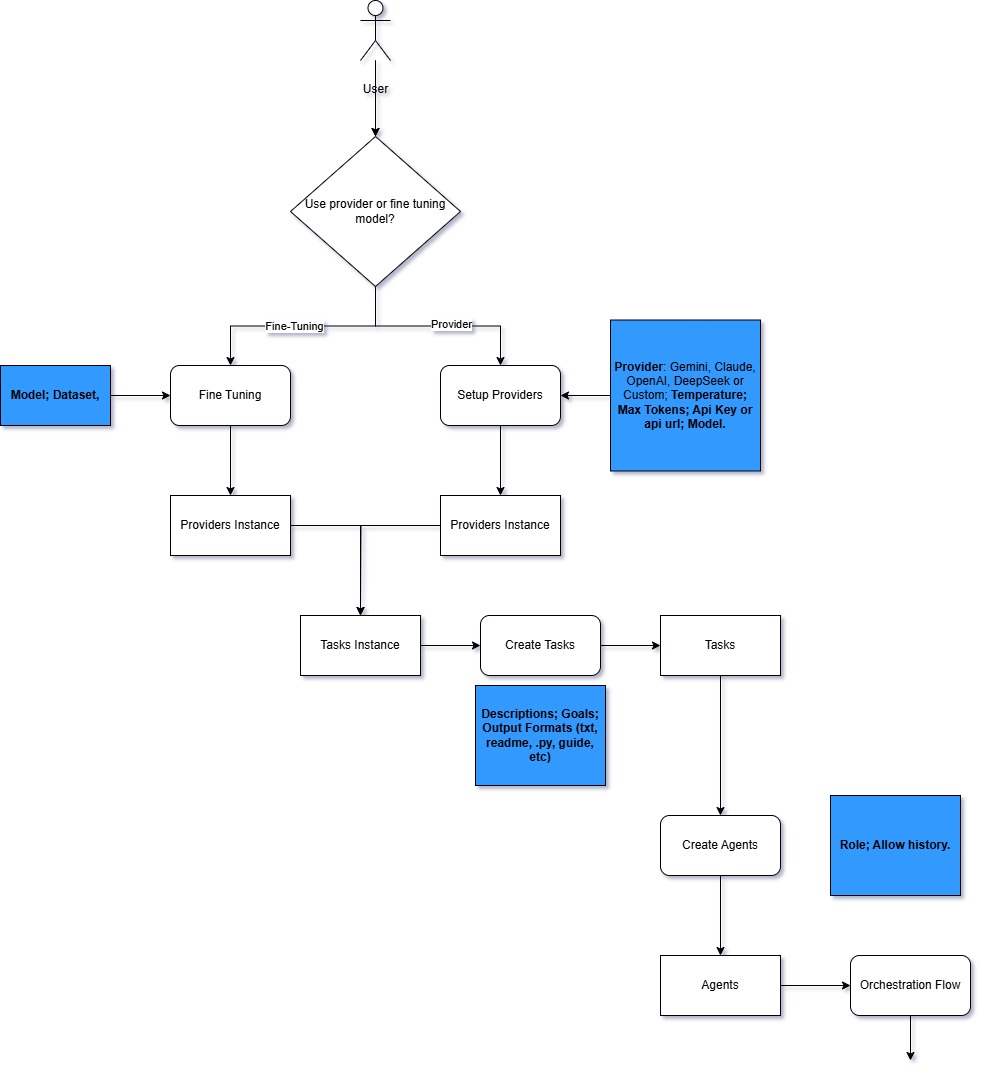 User
Use provider or fine tuning
model?
Fine-Tuning
Provider
Model; Dataset,
Fine Tuning
Setup Providers
Provider: Gemini, Claude,
OpenAI, DeepSeek or
Custom; Temperature;
Max Tokens; Api Key or
api url; Model.
Providers Instance
Providers Instance
Tasks Instance
Create Tasks
Tasks
Descriptions; Goals;
Output Formats (txt,
readme, .py, guide,
etc)
Create Agents
Role; Allow history.
Agents
Orchestration Flow